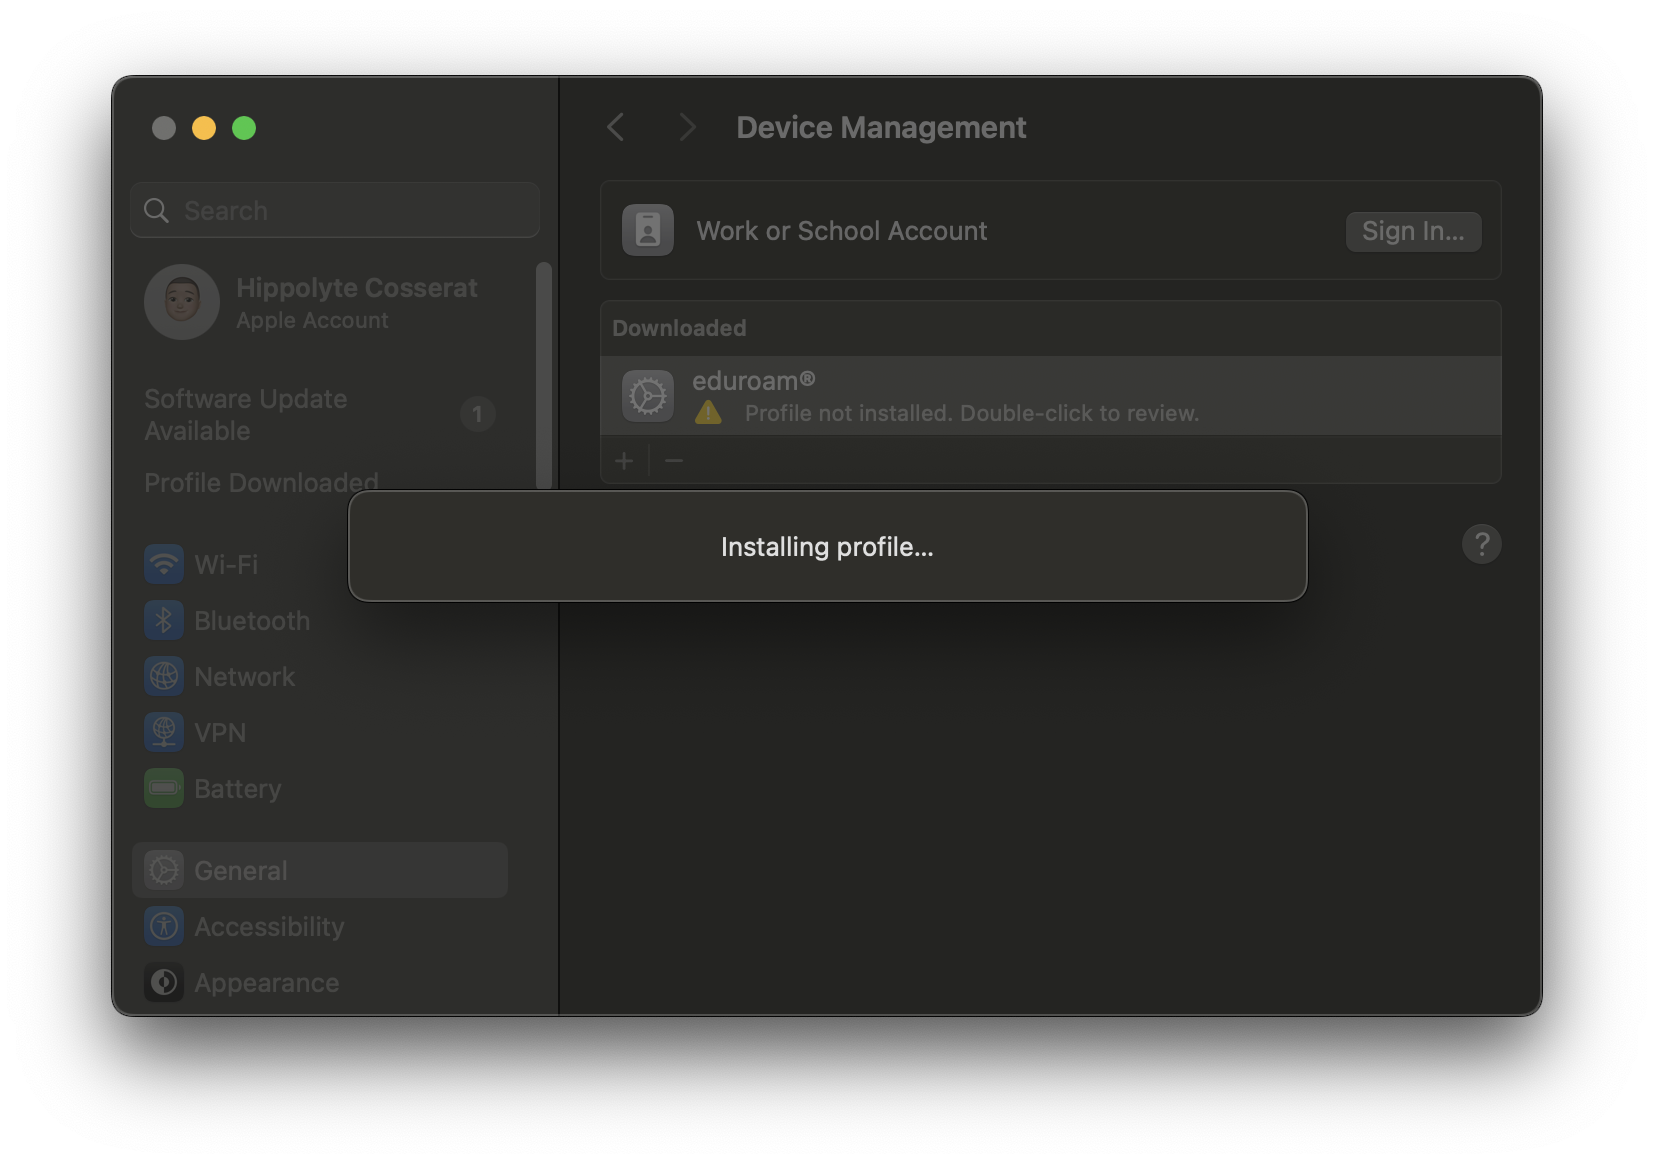 Search
Hippolyte Cosserat
Apple Account
Software Update
Available
1
Profile Downloaded
Wi-Fi
Bluetooth
Network
VPN
Battery
General
Accessibility
Appearance
Device Management
Work or School Account
Sign In...
Downloaded
eduroam®
Profile not installed. Double-click to review.
+ −
Installing profile...
?